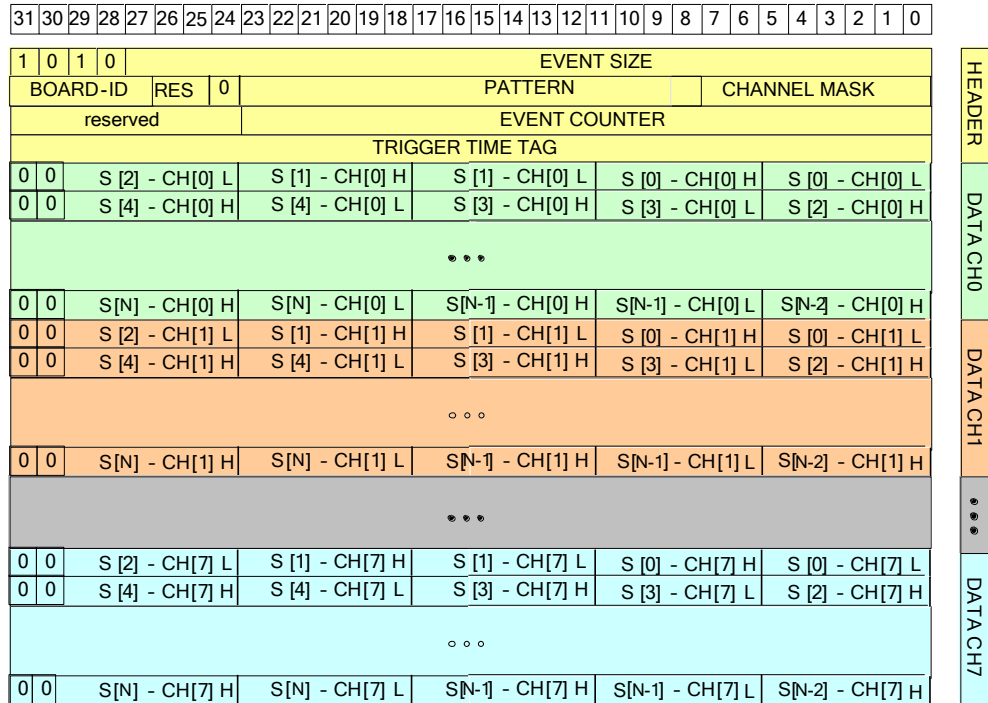 31 30 29 28 27 26 25 24 23 22 21 20 19 18 17 16 15 14 13 12 11 10 9 8 7 6 5 4 3 2 1 0
1 0 1 0 EVENT SIZE
BOARD-ID RES 0 PATTERN CHANNEL MASK
reserved EVENT COUNTER
TRIGGER TIME TAG
HEADER
0 0 S [2] - CH[0] L S [1] - CH[0] H S [1] - CH[0] L S [0] - CH[0] H S [0] - CH[0] L
0 0 S [4] - CH[0] H S [4] - CH[0] L S [3] - CH[0] H S [3] - CH[0] L S [2] - CH[0] H
• • •
0 0 S[N] - CH[0] H S[N] - CH[0] L S[N-1] - CH[0] H S[N-1] - CH[0] L S[N-2] - CH[0] H
DATA CH0
0 0 S [2] - CH[1] L S [1] - CH[1] H S [1] - CH[1] L S [0] - CH[1] H S [0] - CH[1] L
0 0 S [4] - CH[1] H S [4] - CH[1] L S [3] - CH[1] H S [3] - CH[1] L S [2] - CH[1] H
○ ○ ○
0 0 S[N] - CH[1] H S[N] - CH[1] L S[N-1] - CH[1] H S[N-1] - CH[1] L S[N-2] - CH[1] H
DATA CH1
• • •
• • •
0 0 S [2] - CH[7] L S [1] - CH[7] H S [1] - CH[7] L S [0] - CH[7] H S [0] - CH[7] L
0 0 S [4] - CH[7] H S [4] - CH[7] L S [3] - CH[7] H S [3] - CH[7] L S [2] - CH[7] H
○ ○ ○
0 0 S[N] - CH[7] H S[N] - CH[7] L S[N-1] - CH[7] H S[N-1] - CH[7] L S[N-2] - CH[7] H
DATA CH7